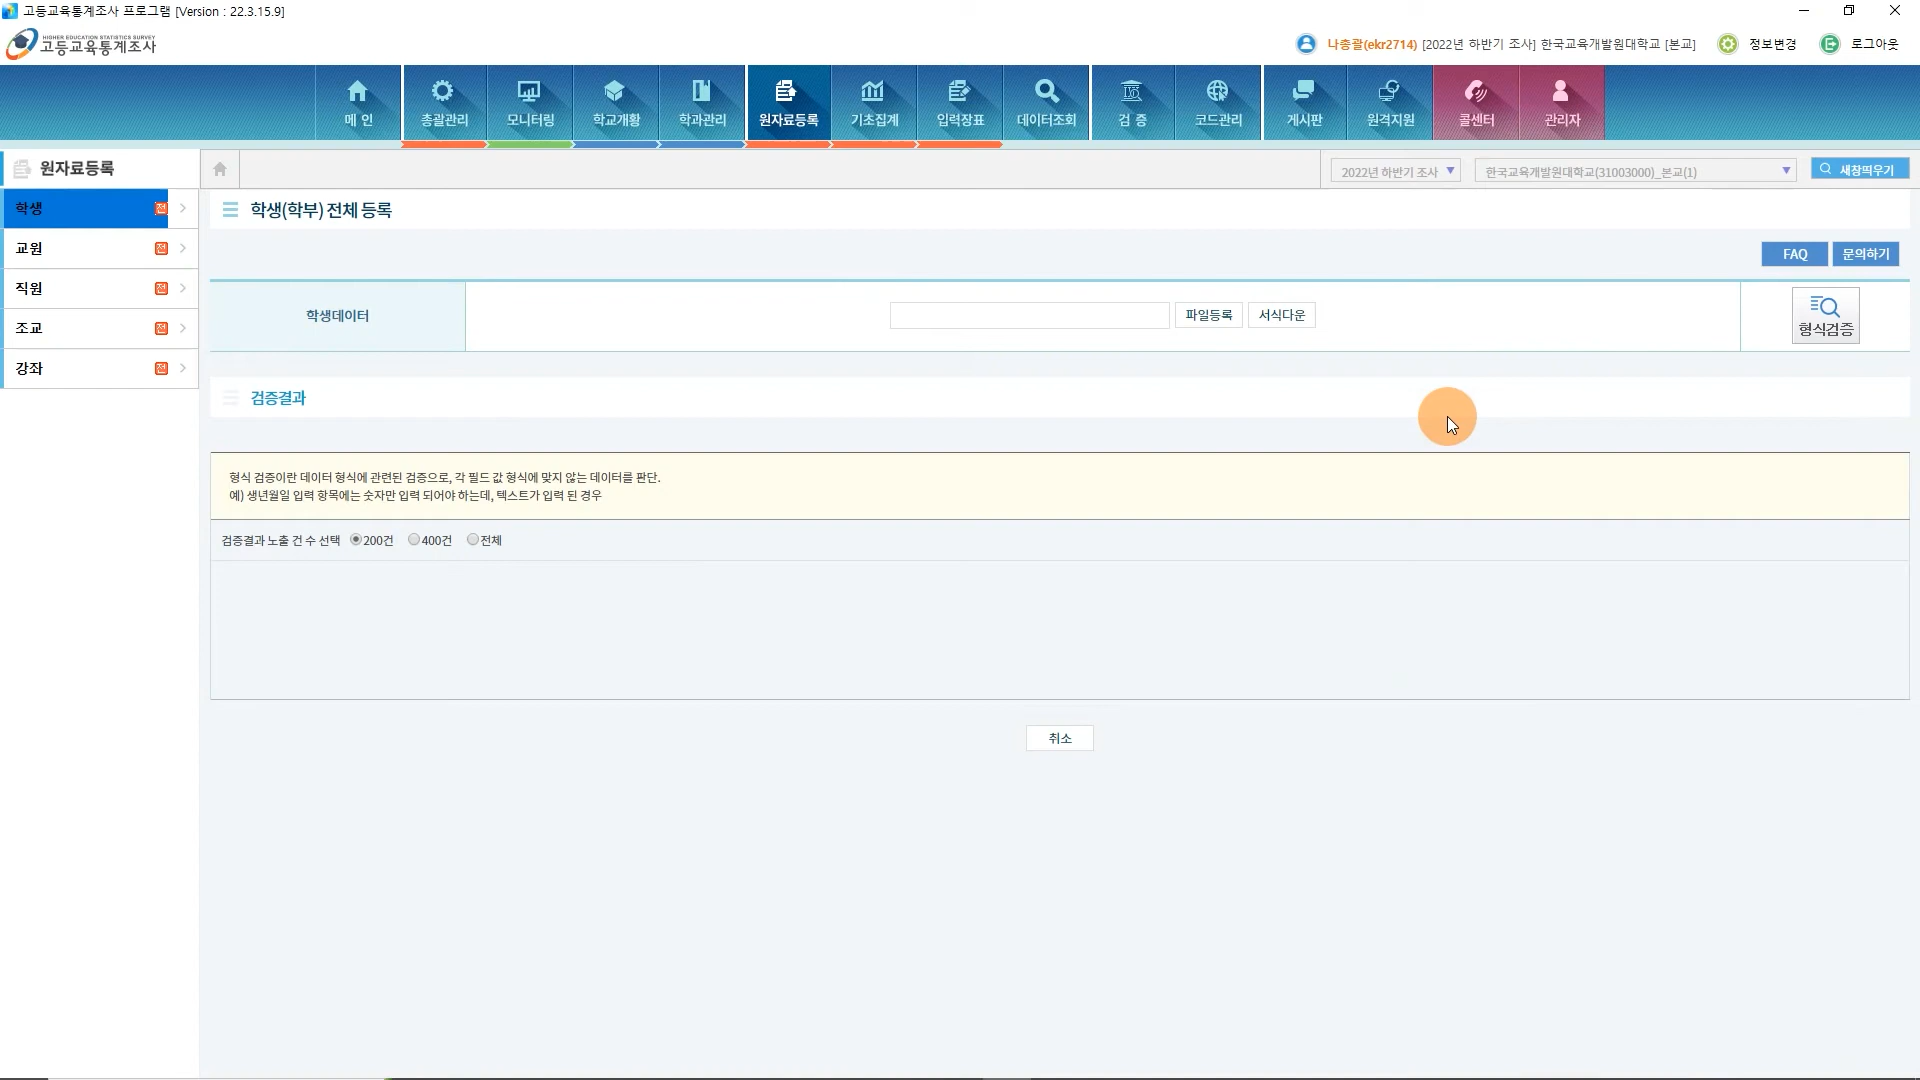 고등교육통계조사 프로그램 [Version : 22.3.15.9]
HIGHER EDUCATION STATISTICS SURVEY
고등교육통계조사
나총괄(ekr2714) [2022년 하반기 조사] 한국교육개발원대학교 [본교]
정보변경
로그아웃
메 인
총괄관리
모니터링
학교개황
학과관리
원자료등록
기초집계
입력장표
데이터조회
검 증
코드관리
게시판
원격지원
콜센터
관리자
원자료등록
2022년 하반기 조사
한국교육개발원대학교(31003000)_본교(1)
새창띄우기
학생 전
교원 전
직원 전
조교 전
강좌 전
학생(학부) 전체 등록
FAQ
문의하기
학생데이터
파일등록
서식다운
형식검증
검증결과
형식 검증이란 데이터 형식에 관련된 검증으로, 각 필드 값 형식에 맞지 않는 데이터를 판단.
예) 생년월일 입력 항목에는 숫자만 입력 되어야 하는데, 텍스트가 입력 된 경우
검증결과 노출 건 수 선택 200건 400건 전체
취소